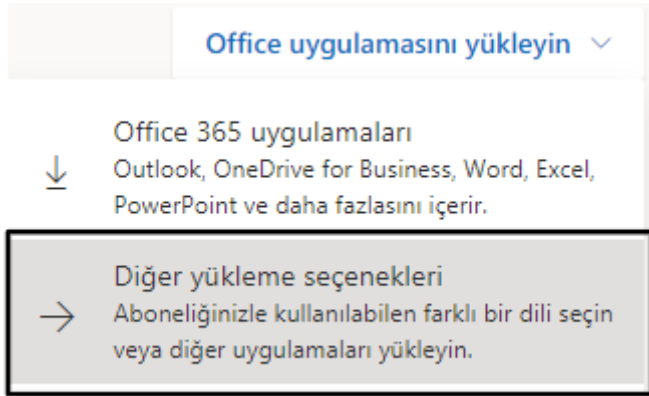 Office uygulamasını yükleyin
Office 365 uygulamaları
Outlook, OneDrive for Business, Word, Excel,
PowerPoint ve daha fazlasını içerir.
Diğer yükleme seçenekleri
Aboneliğinizle kullanılabilen farklı bir dili seçin
veya diğer uygulamaları yükleyin.